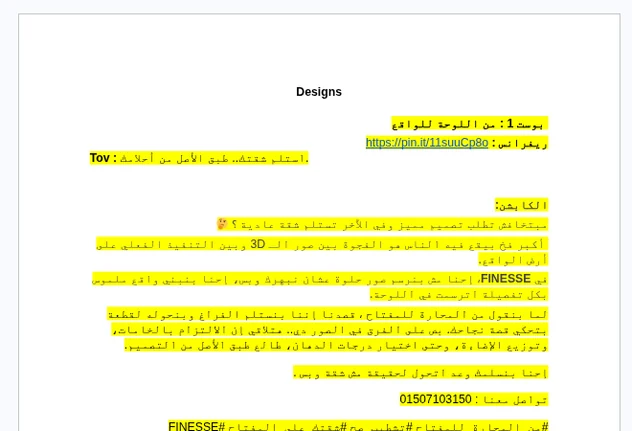 Designs
بوست 1 : من اللوحة للواقع
ريفرانس : https://pin.it/11suuCp8o
Tov : استلم شقتك.. طبق الأصل من أحلامك.
الكابشن:
مبتخافش تطلب تصميم مميز وفي الآخر تستلم شقة عادية ؟
أكبر فخ بيقع فيه الناس هو الفجوة بين صور الـ 3D وبين التنفيذ الفعلي على
أرض الواقع.
في FINESSE، إحنا مش بنرسم صور حلوة عشان نبهرك وبس، إحنا بنبني واقع ملموس
بكل تفصيلة اترسمت في اللوحة.
لما بنقول من المحارة للمفتاح، قصدنا إننا بنستلم الفراغ وبنحوله لقطعة
بتحكي قصة نجاحك. بص على الفرق في الصور دي.. هتلاقي إن الالتزام بالخامات،
وتوزيع الإضاءة، وحتى اختيار درجات الدهان، طالع طبق الأصل من التصميم.
إحنا بنسلمك وعد اتحول لحقيقة مش شقة وبس .
تواصل معنا : 01507103150
#من_المحارة_للمفتاح #تشطيب_صح #شقتك_على_المفتاح #FINESSE